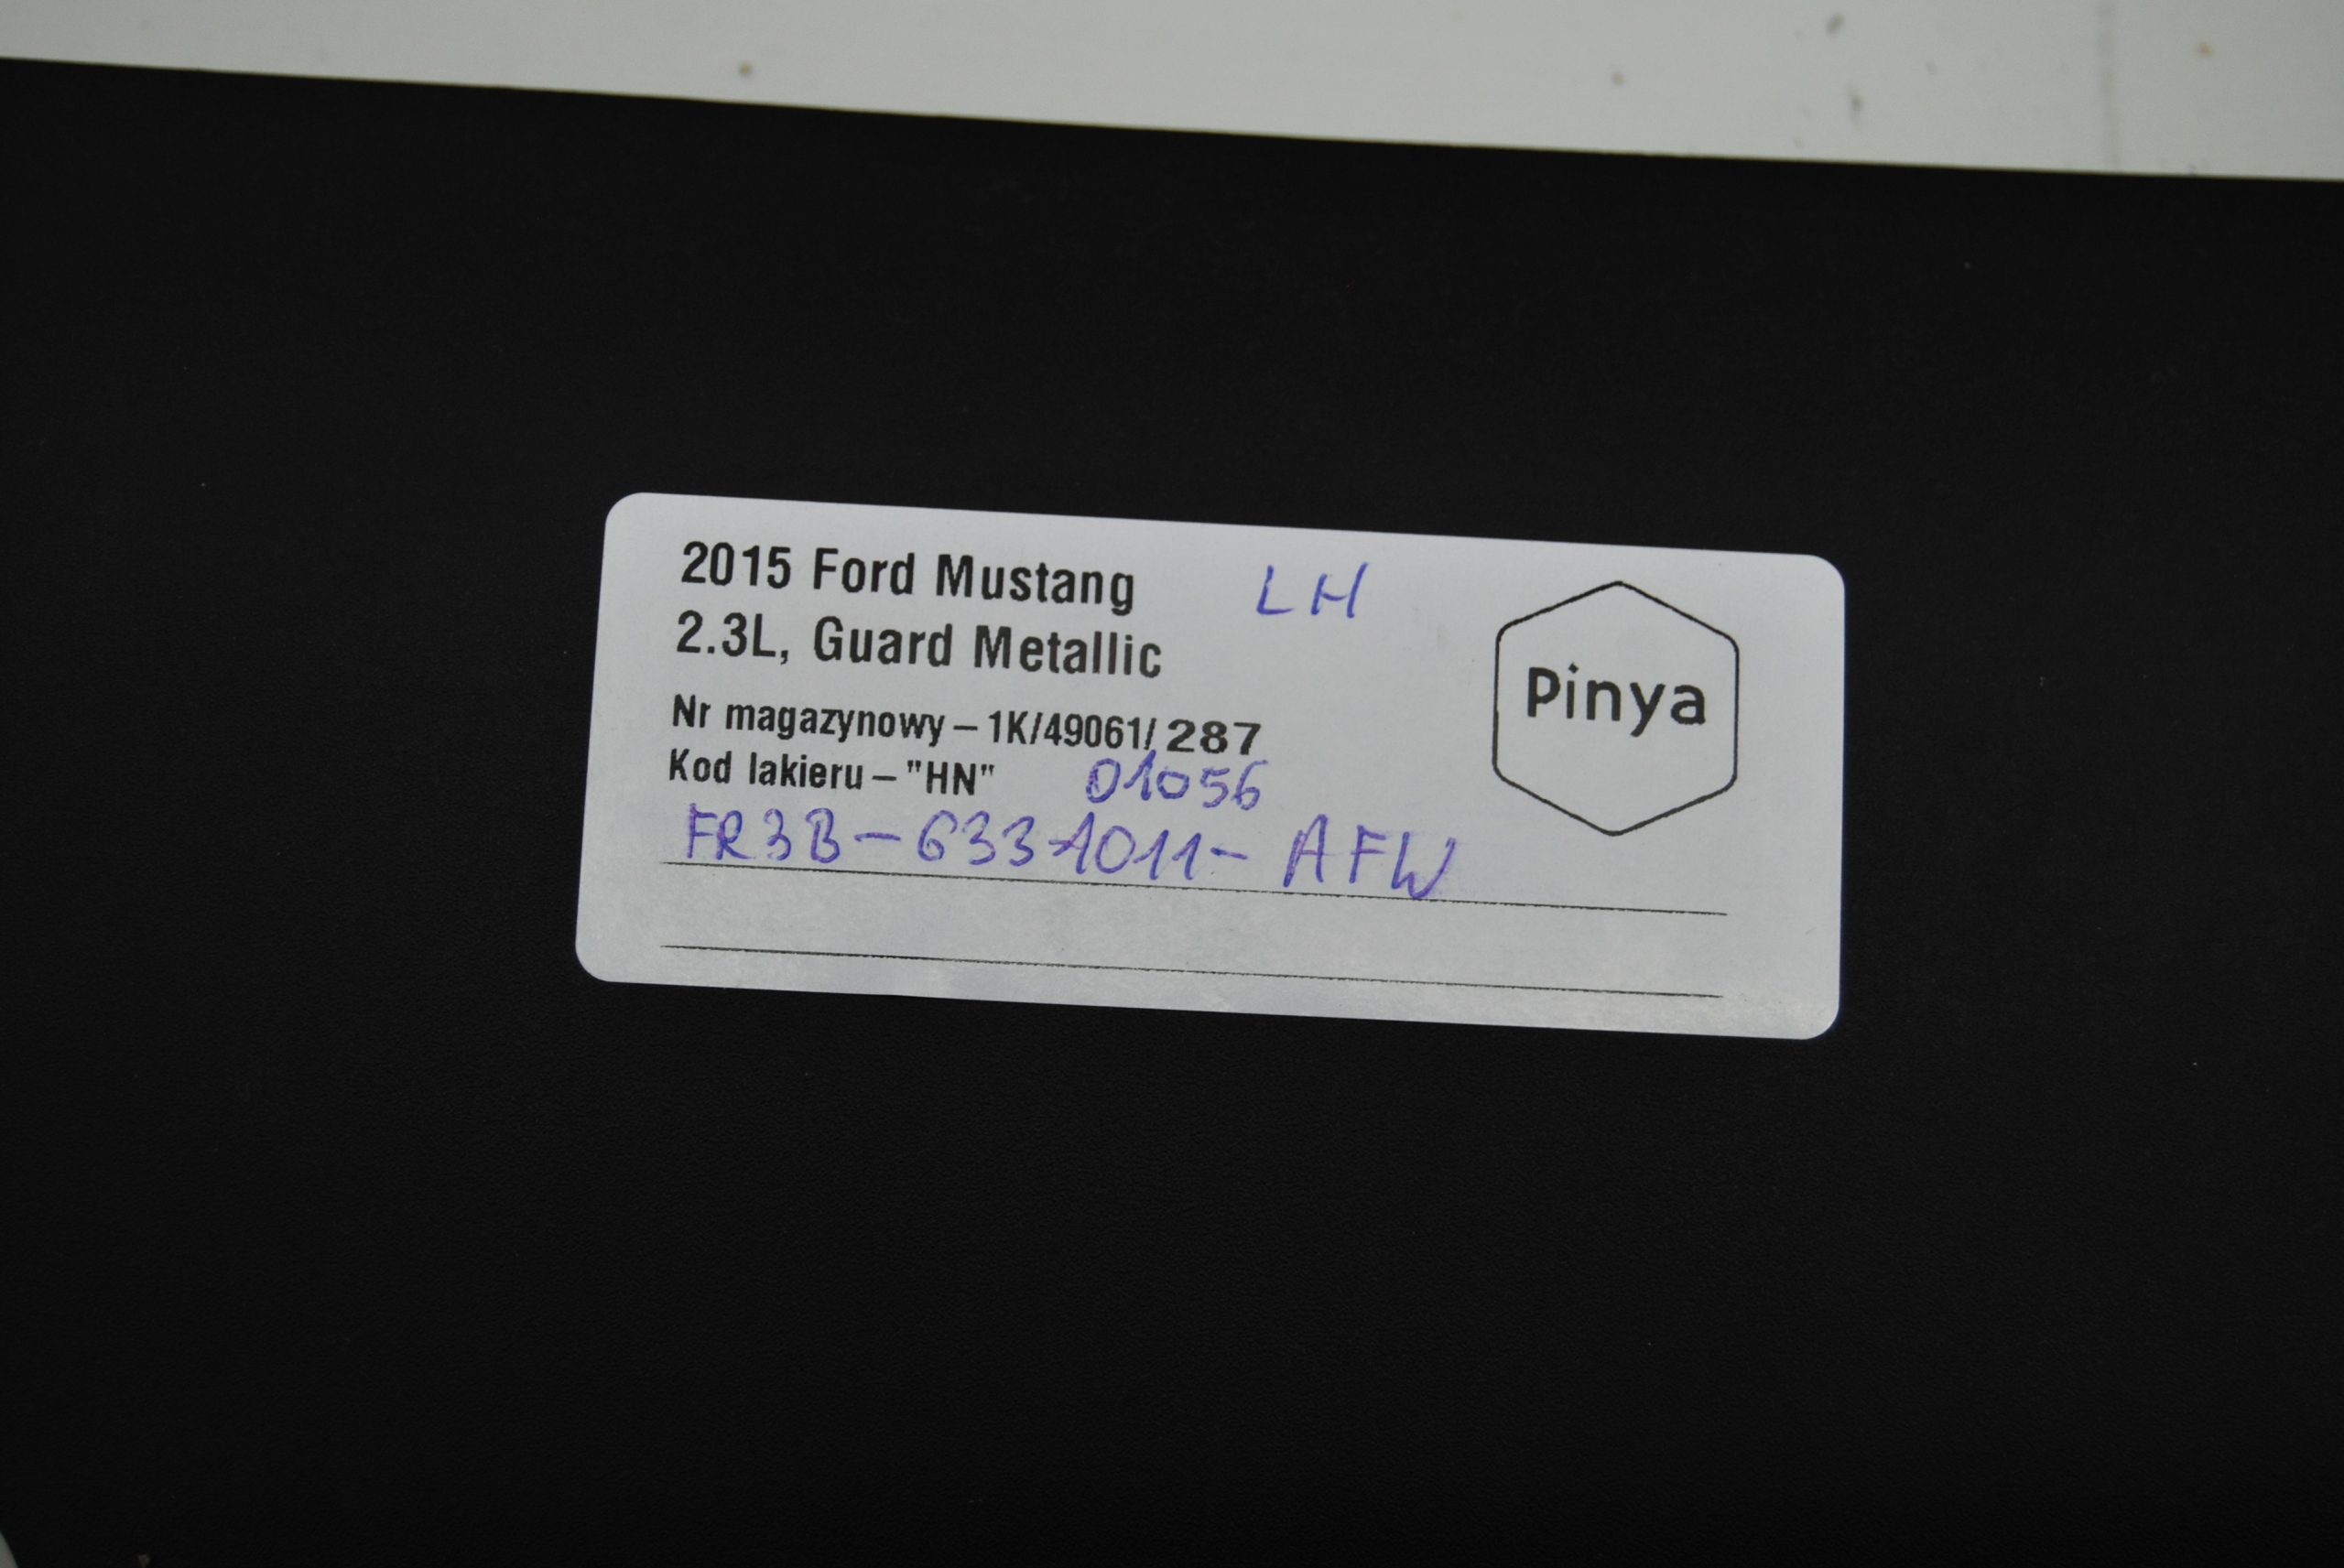 2015 Ford Mustang LH
2.3L, Guard Metallic
Pinya
Nr magazynowy – 1K/49061/287
Kod lakieru – "HN" 01056
FR3B-6331011-AFW